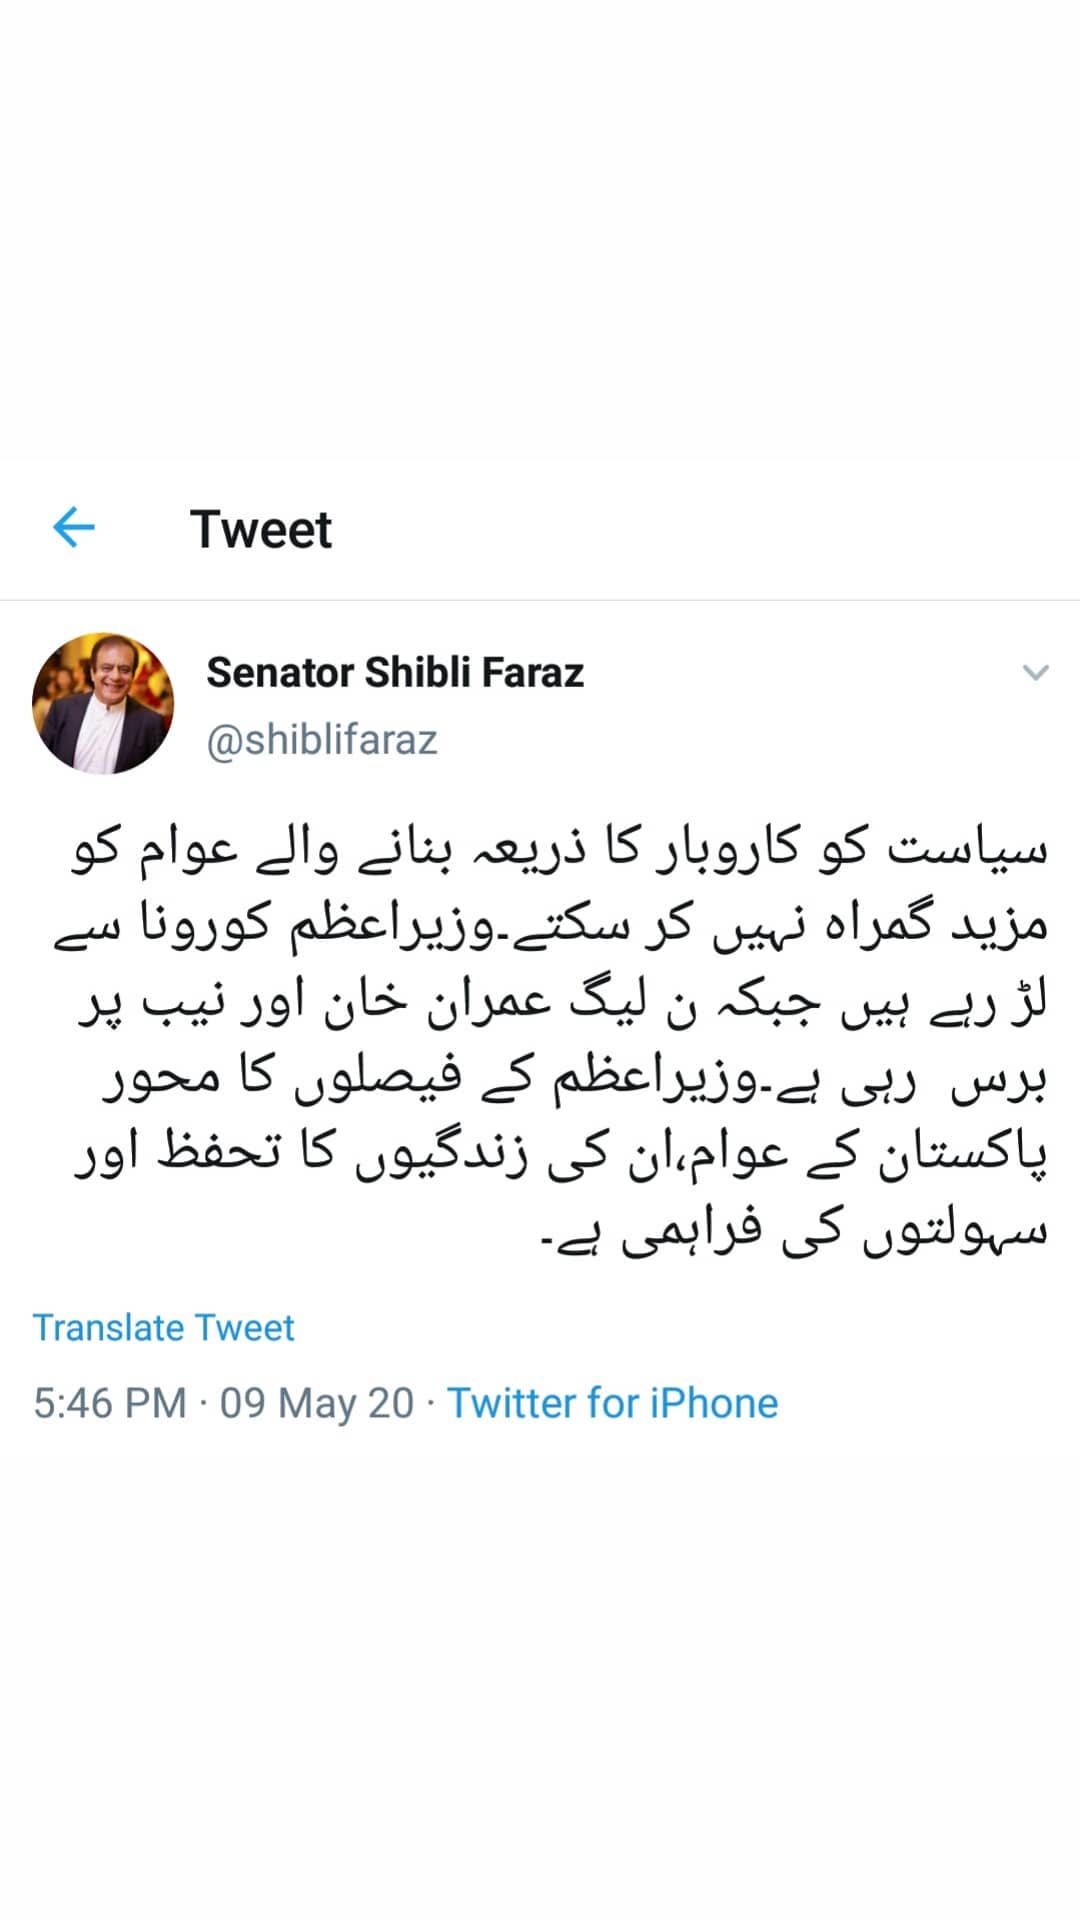 Tweet
Senator Shibli Faraz
@shiblifaraz
سیاست کو کاروبار کا ذریعہ بنانے والے عوام کو
مزید گمراہ نہیں کر سکتے۔وزیراعظم کورونا سے
لڑ رہے ہیں جبکہ ن لیگ عمران خان اور نیب پر
برس  رہی ہے۔وزیراعظم کے فیصلوں کا محور
پاکستان کے عوام،ان کی زندگیوں کا تحفظ اور
سہولتوں کی فراہمی ہے۔
Translate Tweet
5:46 PM · 09 May 20 · Twitter for iPhone